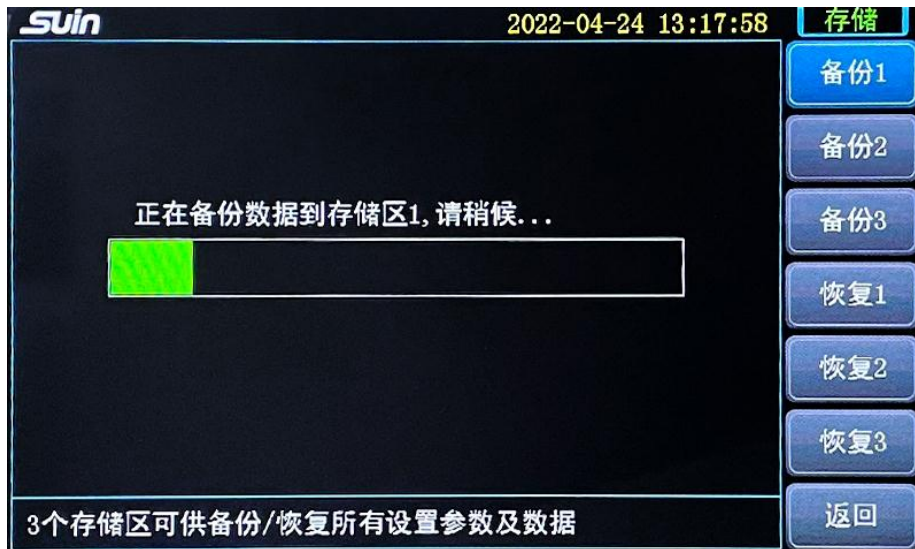 Suin
2022-04-24 13:17:58
存储
备份1
备份2
备份3
恢复1
恢复2
恢复3
返回
正在备份数据到存储区1,请稍候...
3个存储区可供备份/恢复所有设置参数及数据